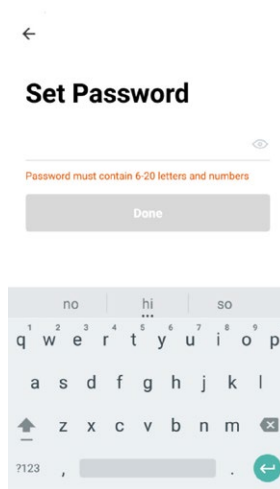 Set Password
Password must contain 6-20 letters and numbers
Done
no hi so
1 2 3 4 5 6 7 8 9
q w e r t y u i o p
a s d f g h j k l
z x c v b n m
?123 , .